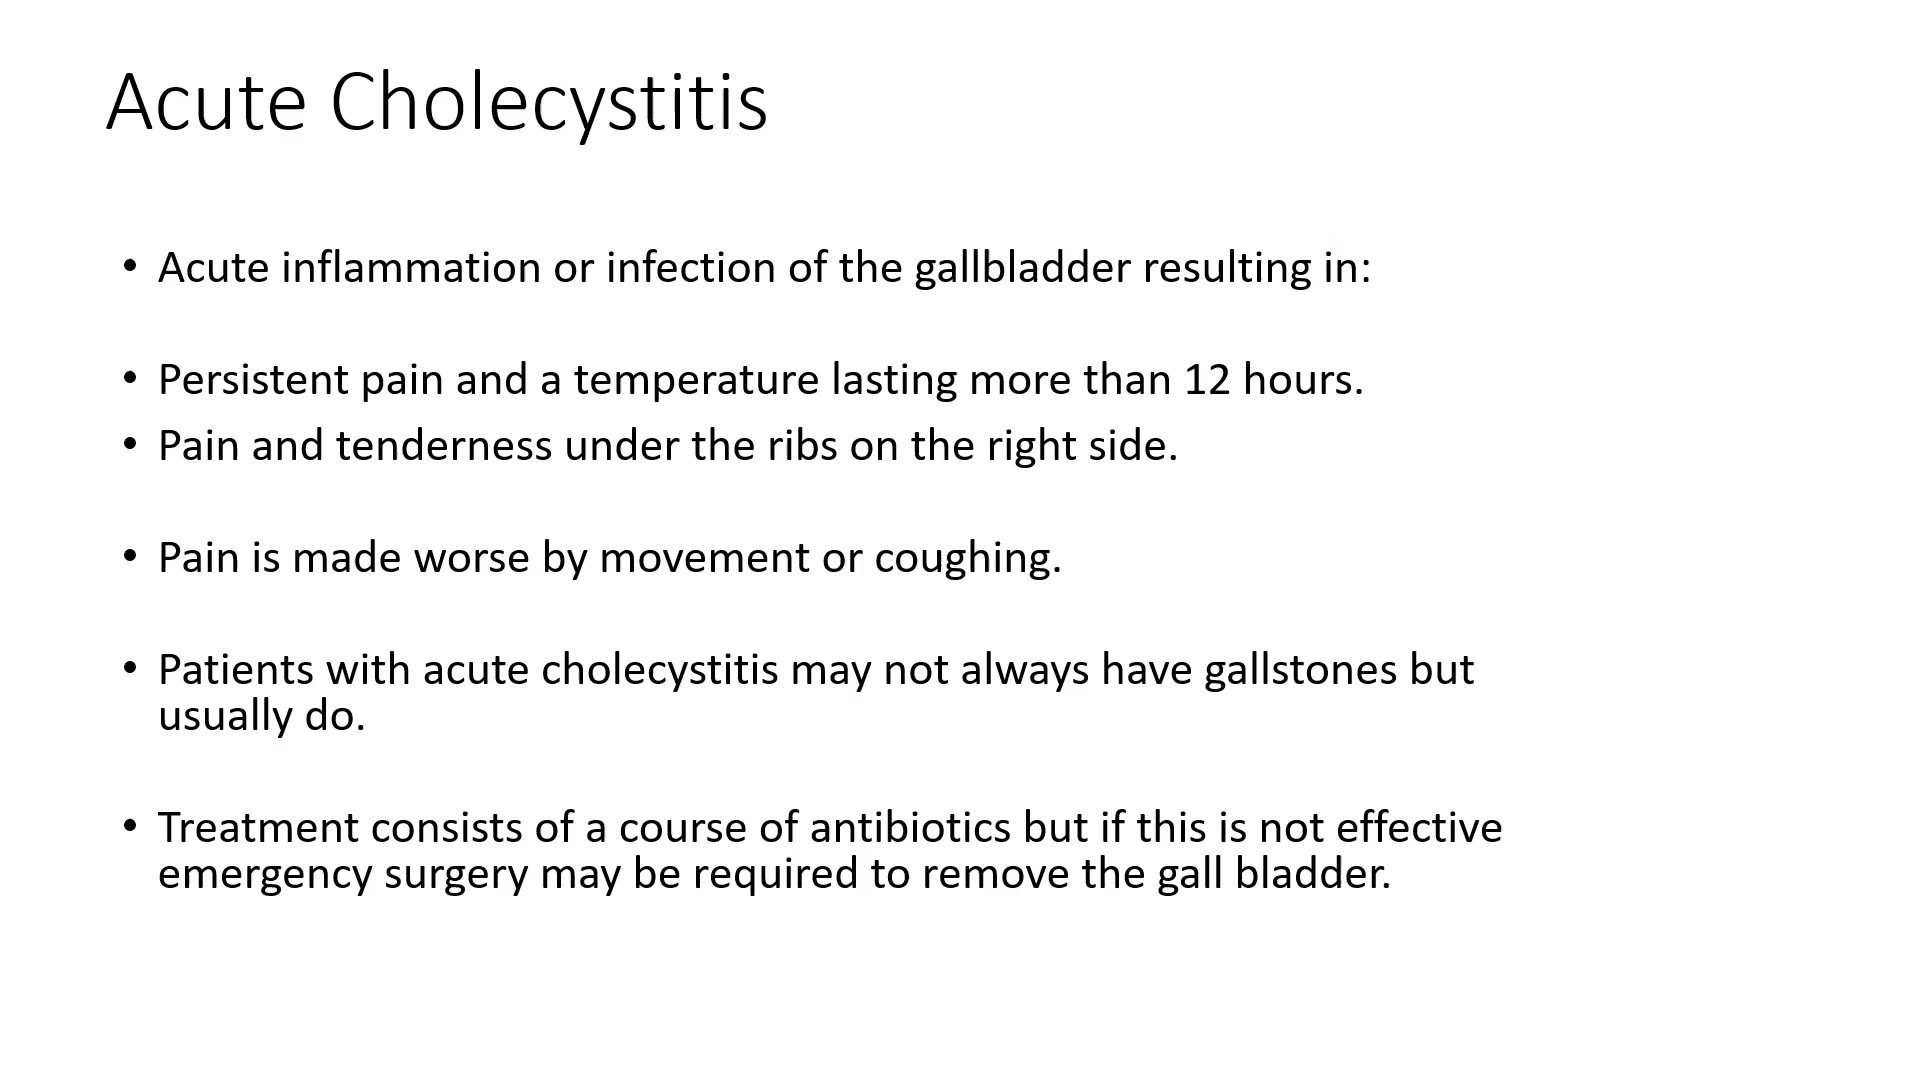 Acute Cholecystitis
• Acute inflammation or infection of the gallbladder resulting in:
• Persistent pain and a temperature lasting more than 12 hours.
• Pain and tenderness under the ribs on the right side.
• Pain is made worse by movement or coughing.
• Patients with acute cholecystitis may not always have gallstones but
usually do.
• Treatment consists of a course of antibiotics but if this is not effective
emergency surgery may be required to remove the gall bladder.